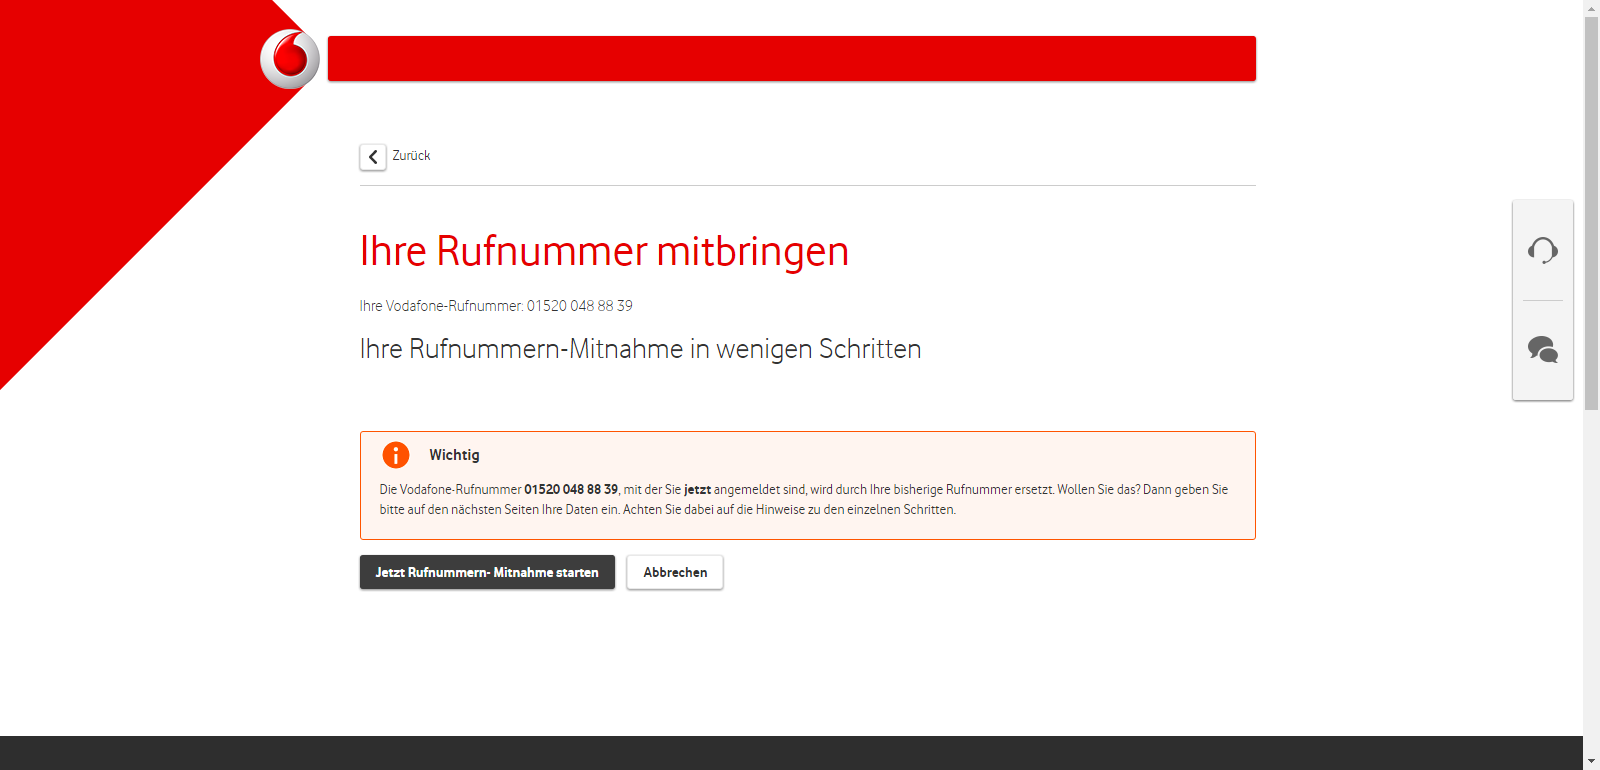 Zurück
Ihre Rufnummer mitbringen
Ihre Vodafone-Rufnummer: 01520 048 88 39
Ihre Rufnummern-Mitnahme in wenigen Schritten
Wichtig
Die Vodafone-Rufnummer 01520 048 88 39, mit der Sie jetzt angemeldet sind, wird durch Ihre bisherige Rufnummer ersetzt. Wollen Sie das? Dann geben Sie
bitte auf den nächsten Seiten Ihre Daten ein. Achten Sie dabei auf die Hinweise zu den einzelnen Schritten.
Jetzt Rufnummern- Mitnahme starten
Abbrechen